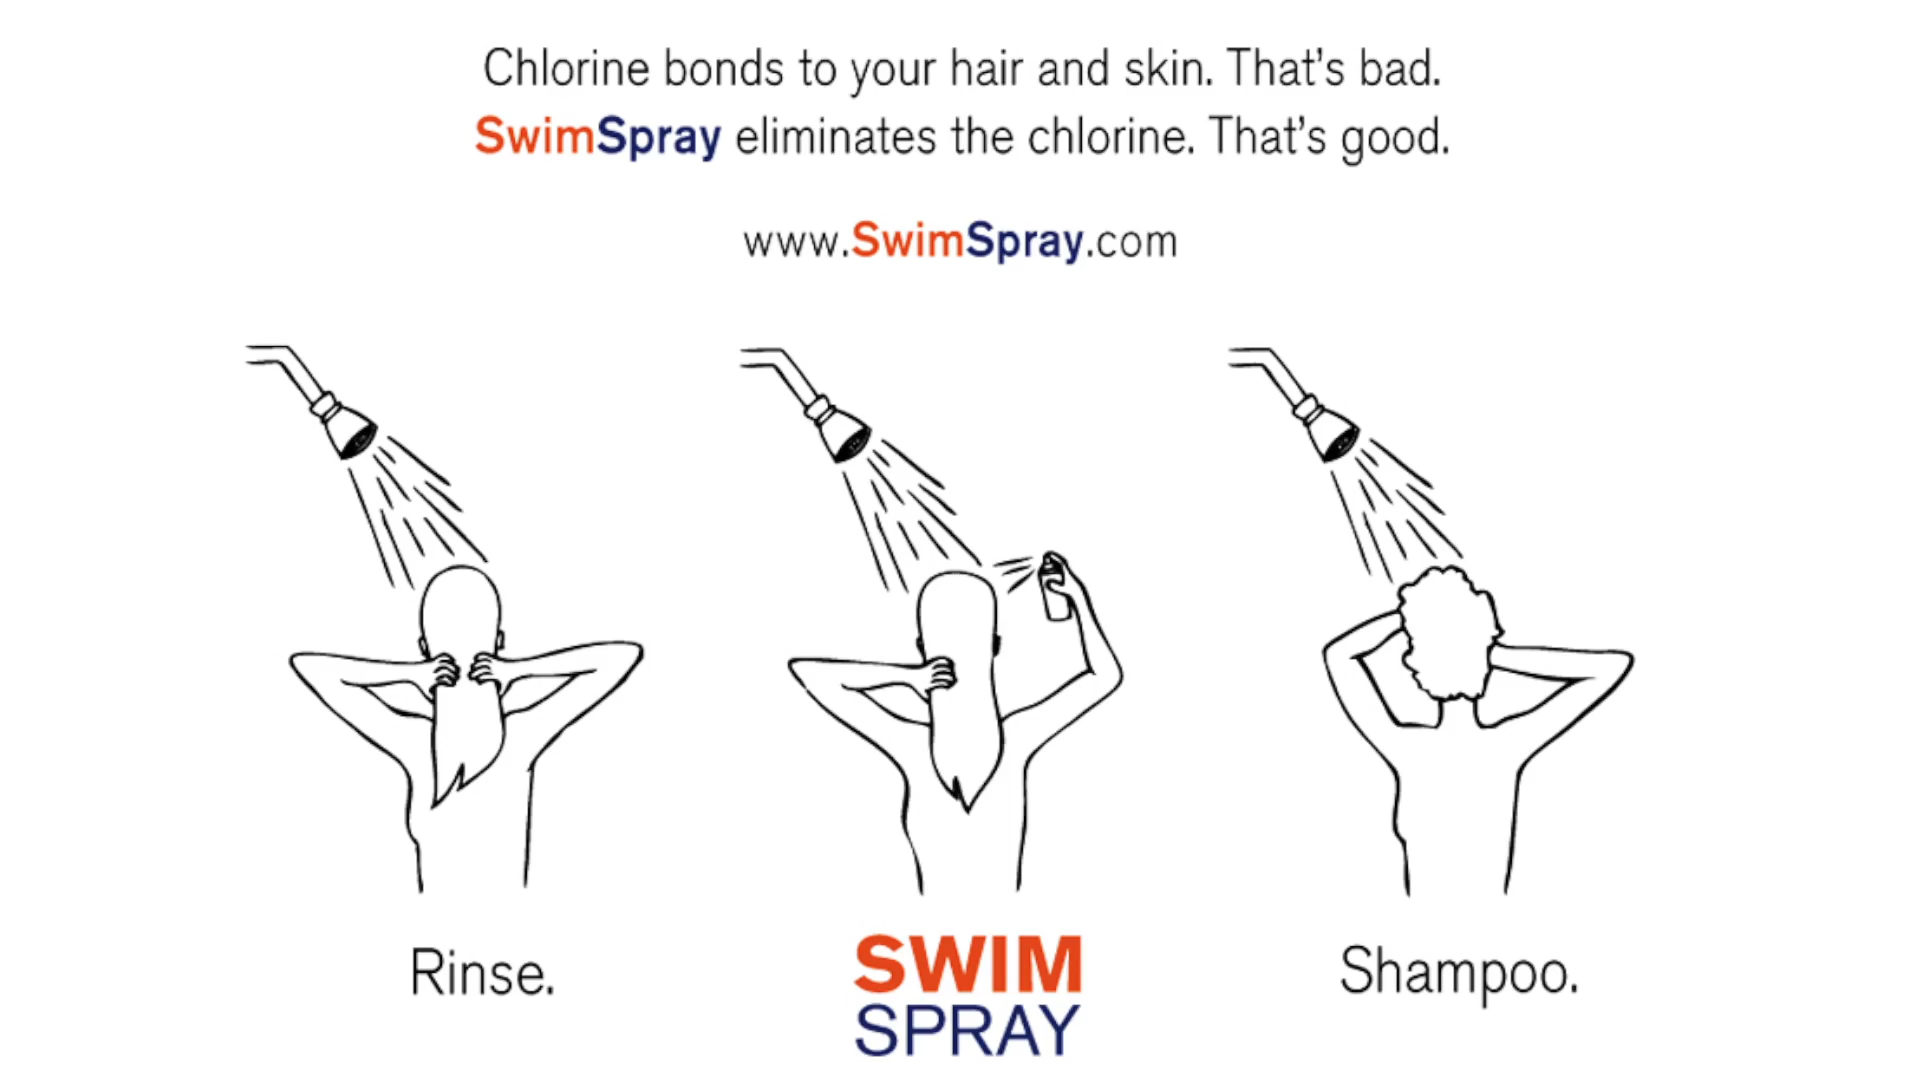 Chlorine bonds to your hair and skin. That's bad.
SwimSpray eliminates the chlorine. That's good.
www.SwimSpray.com
Rinse.
SWIM
SPRAY
Shampoo.